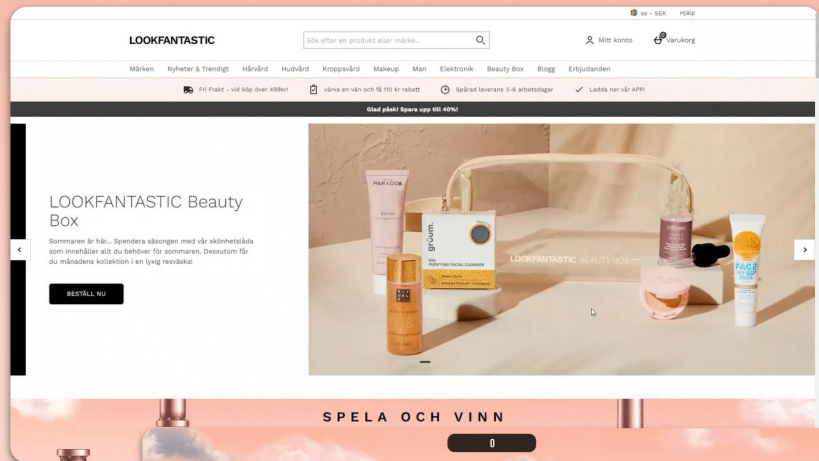 se - SEK Hjälp
LOOKFANTASTIC
Sök efter en produkt eller märke...
Mitt konto
0
Varukorg
Märken Nyheter & Trendigt Hårvård Hudvård Kroppsvård Makeup Man Elektronik Beauty Box Blogg Erbjudanden
Fri Frakt - vid köp över 499kr!
värva en vän och få 110 kr rabatt
Spårad leverans 3-6 arbetsdagar
Ladda ner vår APP!
Glad påsk! Spara upp till 40%!
LOOKFANTASTIC Beauty
Box
Sommaren är här... Spendera säsongen med vår skönhetslåda
som innehåller allt du behöver för sommaren. Dessutom får
du månadens kollektion i en lyxig resväska!
BESTÄLL NU
PARADOX
grüum.
PURIFYING FACIAL CLEANSER
LOOKFANTASTIC BEAUTY BOX
RITUALS
FACE
SPELA OCH VINN
0